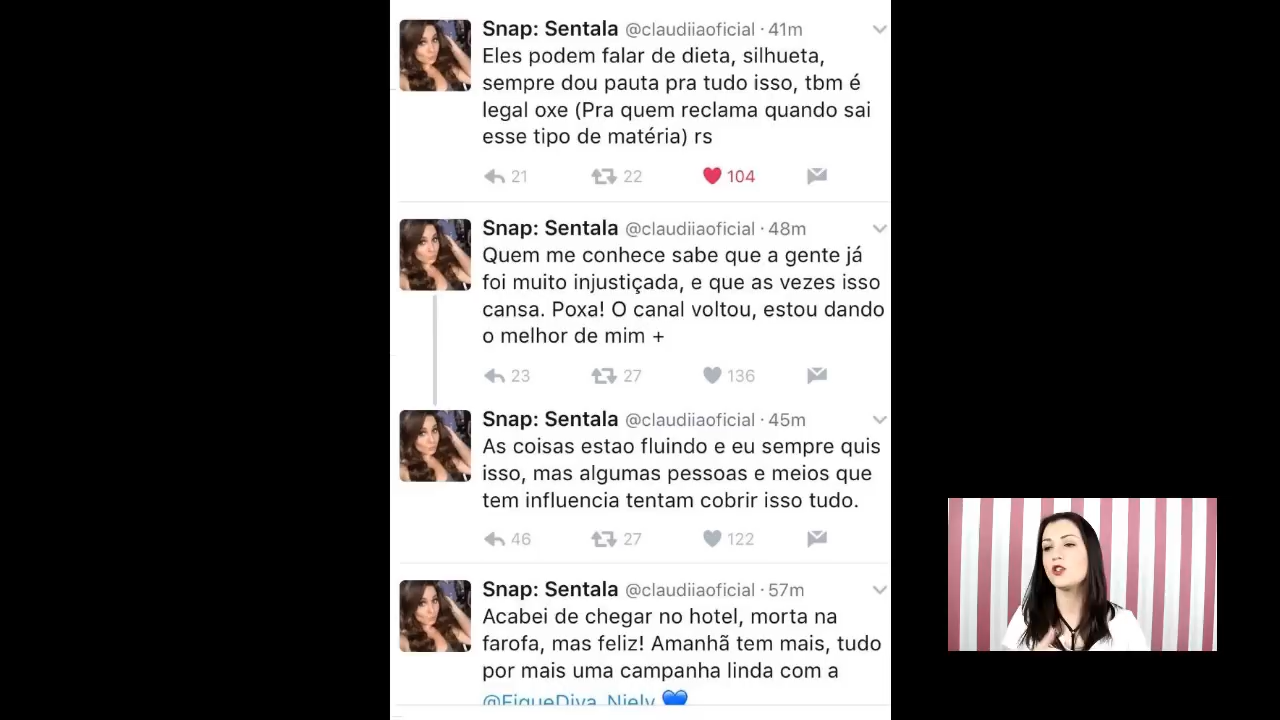 Snap: Sentala @claudiiaoficial · 41m
Eles podem falar de dieta, silhueta,
sempre dou pauta pra tudo isso, tbm é
legal oxe (Pra quem reclama quando sai
esse tipo de matéria) rs
21 22 104
Snap: Sentala @claudiiaoficial · 48m
Quem me conhece sabe que a gente já
foi muito injustiçada, e que as vezes isso
cansa. Poxa! O canal voltou, estou dando
o melhor de mim +
23 27 136
Snap: Sentala @claudiiaoficial · 45m
As coisas estao fluindo e eu sempre quis
isso, mas algumas pessoas e meios que
tem influencia tentam cobrir isso tudo.
46 27 122
Snap: Sentala @claudiiaoficial · 57m
Acabei de chegar no hotel, morta na
farofa, mas feliz! Amanhã tem mais, tudo
por mais uma campanha linda com a
@FiqueDiva_Niely 💙